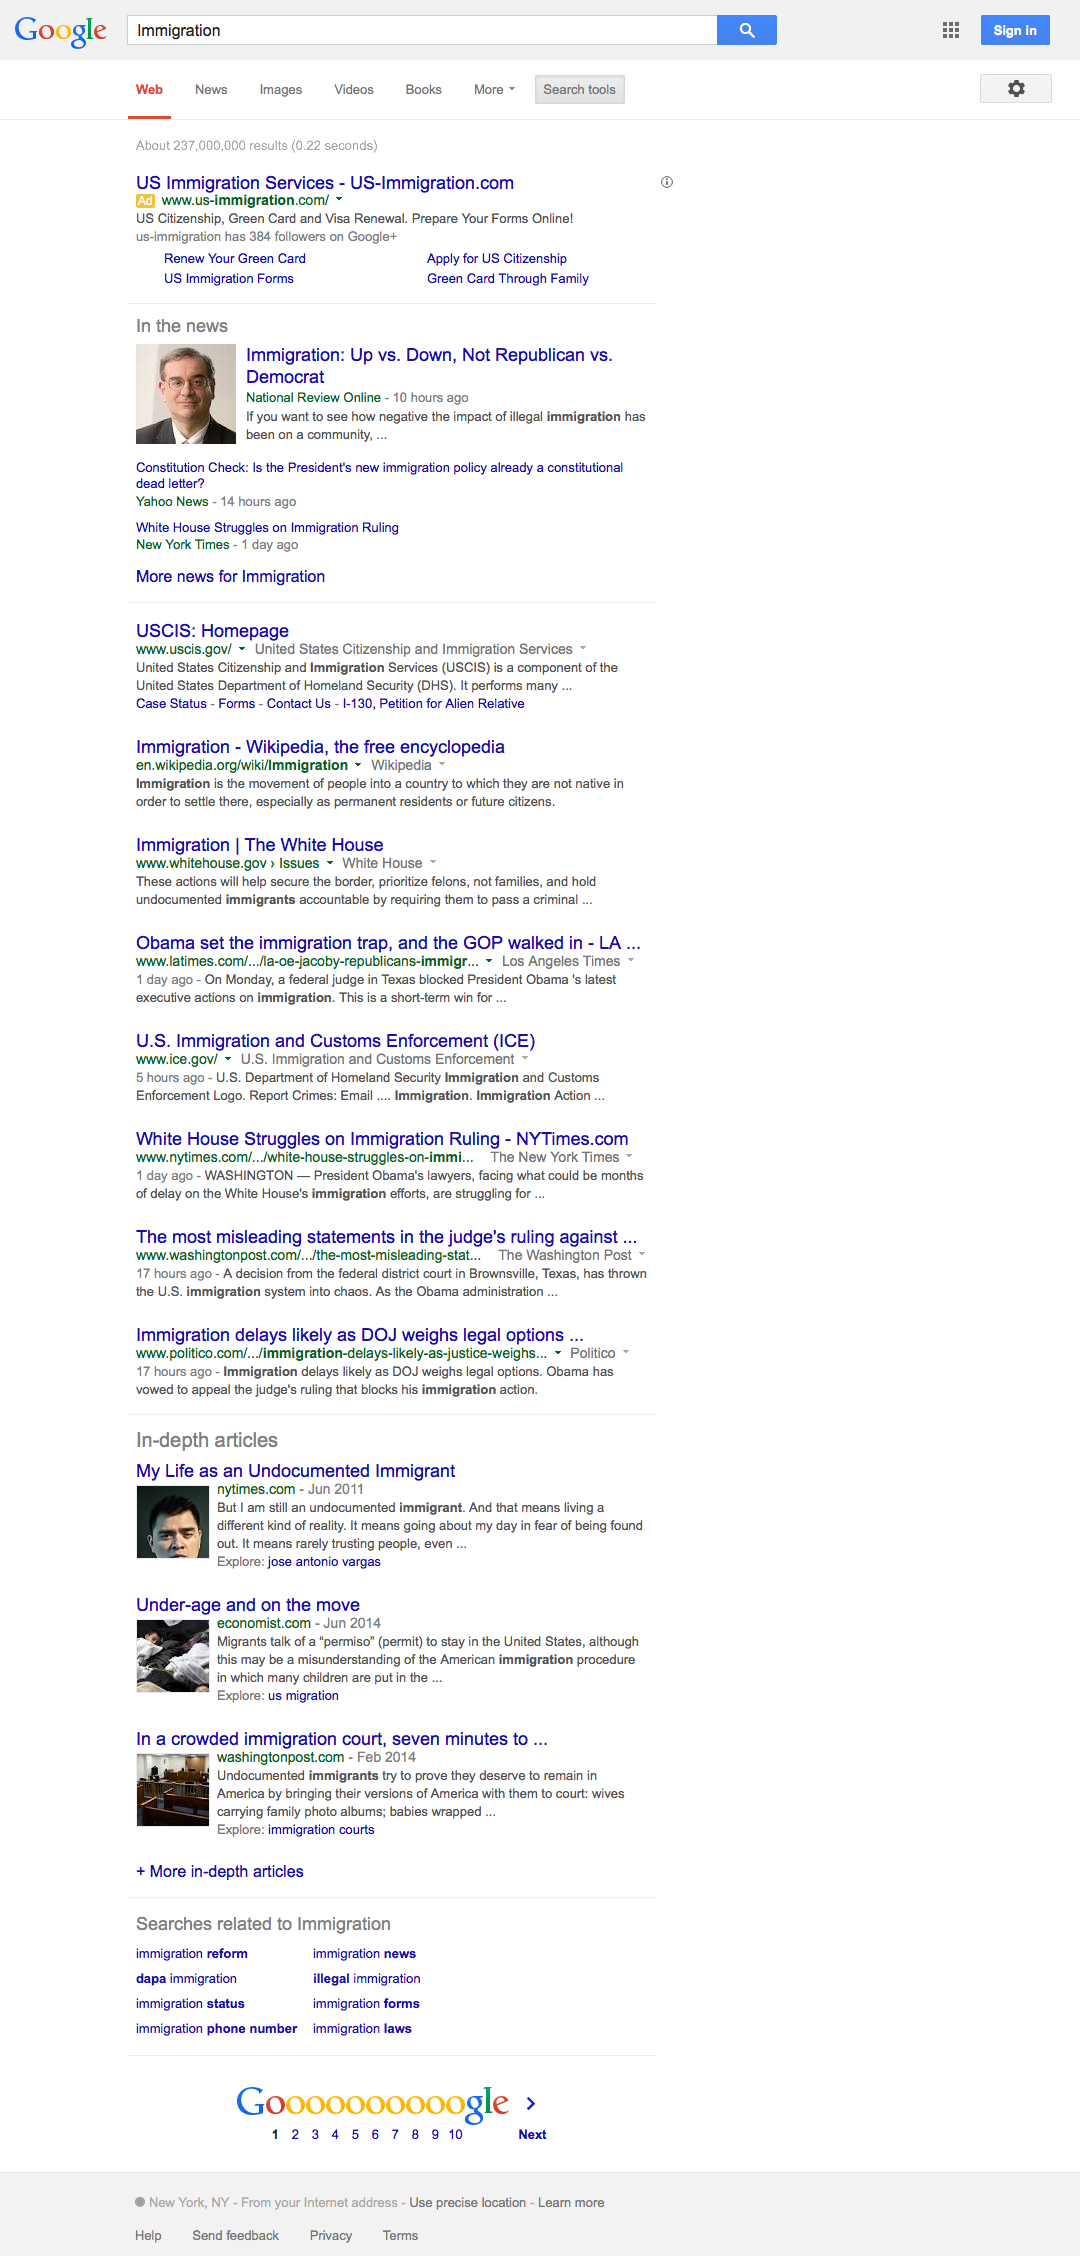 Google
Immigration
Sign in
Web News Images Videos Books More Search tools
About 237,000,000 results (0.22 seconds)
US Immigration Services - US-Immigration.com
Ad www.us-immigration.com/
US Citizenship, Green Card and Visa Renewal. Prepare Your Forms Online!
us-immigration has 384 followers on Google+
Renew Your Green Card Apply for US Citizenship
US Immigration Forms Green Card Through Family
In the news
Immigration: Up vs. Down, Not Republican vs.
Democrat
National Review Online - 10 hours ago
If you want to see how negative the impact of illegal immigration has
been on a community, ...
Constitution Check: Is the President's new immigration policy already a constitutional
dead letter?
Yahoo News - 14 hours ago
White House Struggles on Immigration Ruling
New York Times - 1 day ago
More news for Immigration
USCIS: Homepage
www.uscis.gov/ United States Citizenship and Immigration Services
United States Citizenship and Immigration Services (USCIS) is a component of the
United States Department of Homeland Security (DHS). It performs many ...
Case Status - Forms - Contact Us - I-130, Petition for Alien Relative
Immigration - Wikipedia, the free encyclopedia
en.wikipedia.org/wiki/Immigration Wikipedia
Immigration is the movement of people into a country to which they are not native in
order to settle there, especially as permanent residents or future citizens.
Immigration | The White House
www.whitehouse.gov › Issues White House
These actions will help secure the border, prioritize felons, not families, and hold
undocumented immigrants accountable by requiring them to pass a criminal ...
Obama set the immigration trap, and the GOP walked in - LA ...
www.latimes.com/.../la-oe-jacoby-republicans-immigr... Los Angeles Times
1 day ago - On Monday, a federal judge in Texas blocked President Obama 's latest
executive actions on immigration. This is a short-term win for ...
U.S. Immigration and Customs Enforcement (ICE)
www.ice.gov/ U.S. Immigration and Customs Enforcement
5 hours ago - U.S. Department of Homeland Security Immigration and Customs
Enforcement Logo. Report Crimes: Email .... Immigration. Immigration Action ...
White House Struggles on Immigration Ruling - NYTimes.com
www.nytimes.com/.../white-house-struggles-on-immi... The New York Times
1 day ago - WASHINGTON — President Obama's lawyers, facing what could be months
of delay on the White House's immigration efforts, are struggling for ...
The most misleading statements in the judge's ruling against ...
www.washingtonpost.com/.../the-most-misleading-stat... The Washington Post
17 hours ago - A decision from the federal district court in Brownsville, Texas, has thrown
the U.S. immigration system into chaos. As the Obama administration ...
Immigration delays likely as DOJ weighs legal options ...
www.politico.com/.../immigration-delays-likely-as-justice-weighs... Politico
17 hours ago - Immigration delays likely as DOJ weighs legal options. Obama has
vowed to appeal the judge's ruling that blocks his immigration action.
In-depth articles
My Life as an Undocumented Immigrant
nytimes.com - Jun 2011
But I am still an undocumented immigrant. And that means living a
different kind of reality. It means going about my day in fear of being found
out. It means rarely trusting people, even ...
Explore: jose antonio vargas
Under-age and on the move
economist.com - Jun 2014
Migrants talk of a “permiso” (permit) to stay in the United States, although
this may be a misunderstanding of the American immigration procedure
in which many children are put in the ...
Explore: us migration
In a crowded immigration court, seven minutes to ...
washingtonpost.com - Feb 2014
Undocumented immigrants try to prove they deserve to remain in
America by bringing their versions of America with them to court: wives
carrying family photo albums; babies wrapped ...
Explore: immigration courts
+ More in-depth articles
Searches related to Immigration
immigration reform immigration news
dapa immigration illegal immigration
immigration status immigration forms
immigration phone number immigration laws
Goooooooooogle
1 2 3 4 5 6 7 8 9 10 Next
New York, NY - From your Internet address - Use precise location - Learn more
Help Send feedback Privacy Terms